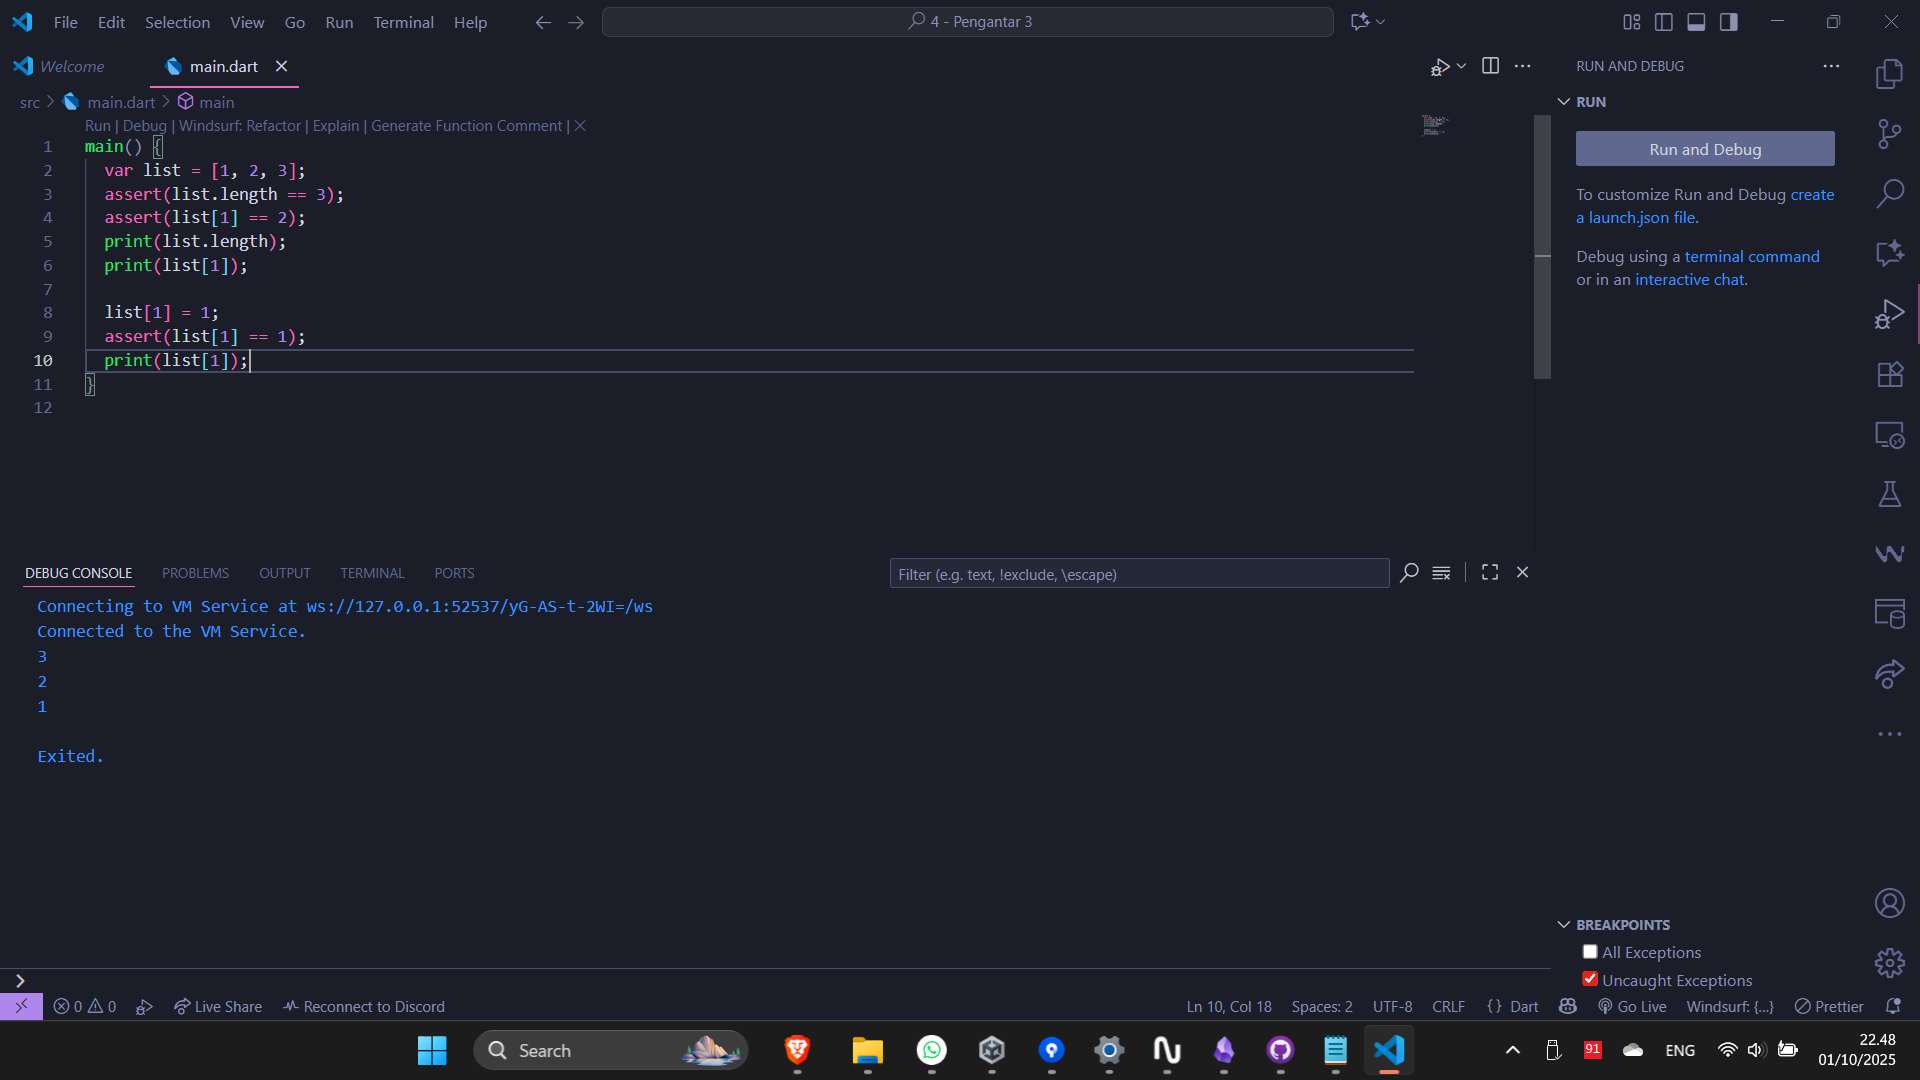 File Edit Selection View Go Run Terminal Help
4 - Pengantar 3
Welcome
main.dart
src > main.dart > main
Run | Debug | Windsurf: Refactor | Explain | Generate Function Comment | ✕
1 main() {
2 var list = [1, 2, 3];
3 assert(list.length == 3);
4 assert(list[1] == 2);
5 print(list.length);
6 print(list[1]);
7
8 list[1] = 1;
9 assert(list[1] == 1);
10 print(list[1]);
11 }
12
RUN AND DEBUG
RUN
Run and Debug
To customize Run and Debug create
a launch.json file.
Debug using a terminal command
or in an interactive chat.
DEBUG CONSOLE PROBLEMS OUTPUT TERMINAL PORTS
Filter (e.g. text, !exclude, \escape)
Connecting to VM Service at ws://127.0.0.1:52537/yG-AS-t-2WI=/ws
Connected to the VM Service.
3
2
1
Exited.
BREAKPOINTS
All Exceptions
Uncaught Exceptions
0 0 Live Share Reconnect to Discord
Ln 10, Col 18 Spaces: 2 UTF-8 CRLF {} Dart Go Live Windsurf: {...} Prettier
Search
91
ENG
22.48
01/10/2025